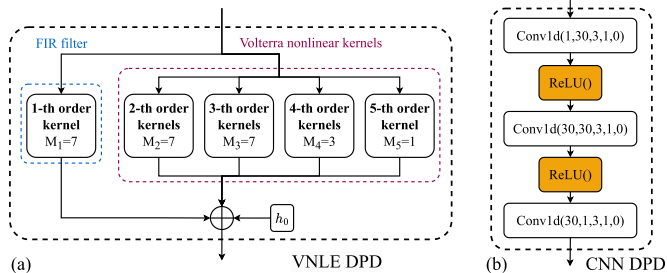 FIR filter
Volterra nonlinear kernels
1-th order
kernel
M₁=7
2-th order
kernels
M₂=7
3-th order
kernels
M₃=7
4-th order
kernels
M₄=3
5-th order
kernel
M₅=1
h₀
(a)
VNLE DPD
Conv1d(1,30,3,1,0)
ReLU()
Conv1d(30,30,3,1,0)
ReLU()
Conv1d(30,1,3,1,0)
(b)
CNN DPD